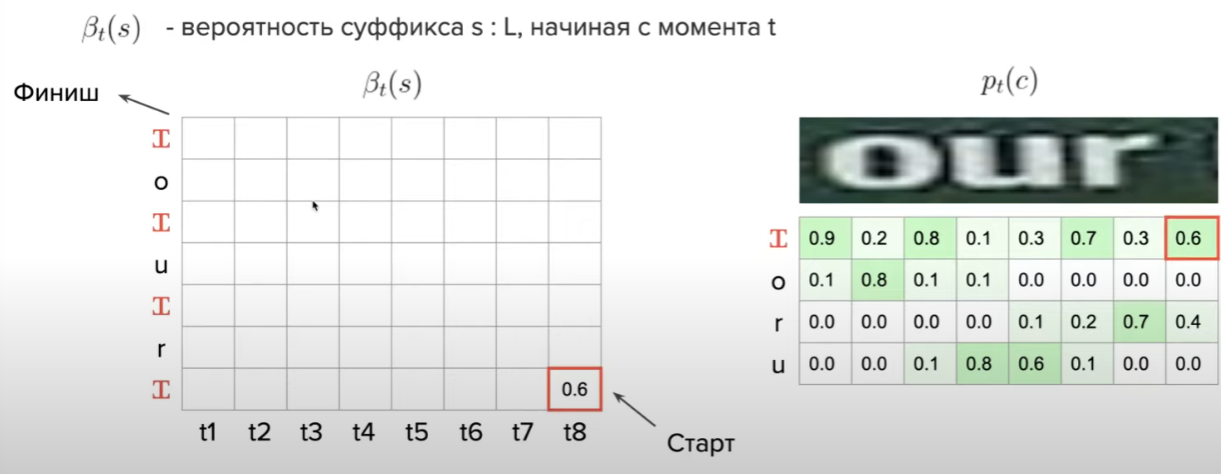 βₜ(s) - вероятность суффикса s : L, начиная с момента t
Финиш
βₜ(s)
pₜ(c)
our
Ɪ
o
Ɪ
u
Ɪ
r
Ɪ 0.6
t1 t2 t3 t4 t5 t6 t7 t8
Старт
Ɪ 0.9 0.2 0.8 0.1 0.3 0.7 0.3 0.6
o 0.1 0.8 0.1 0.1 0.0 0.0 0.0 0.0
r 0.0 0.0 0.0 0.0 0.1 0.2 0.7 0.4
u 0.0 0.0 0.1 0.8 0.6 0.1 0.0 0.0